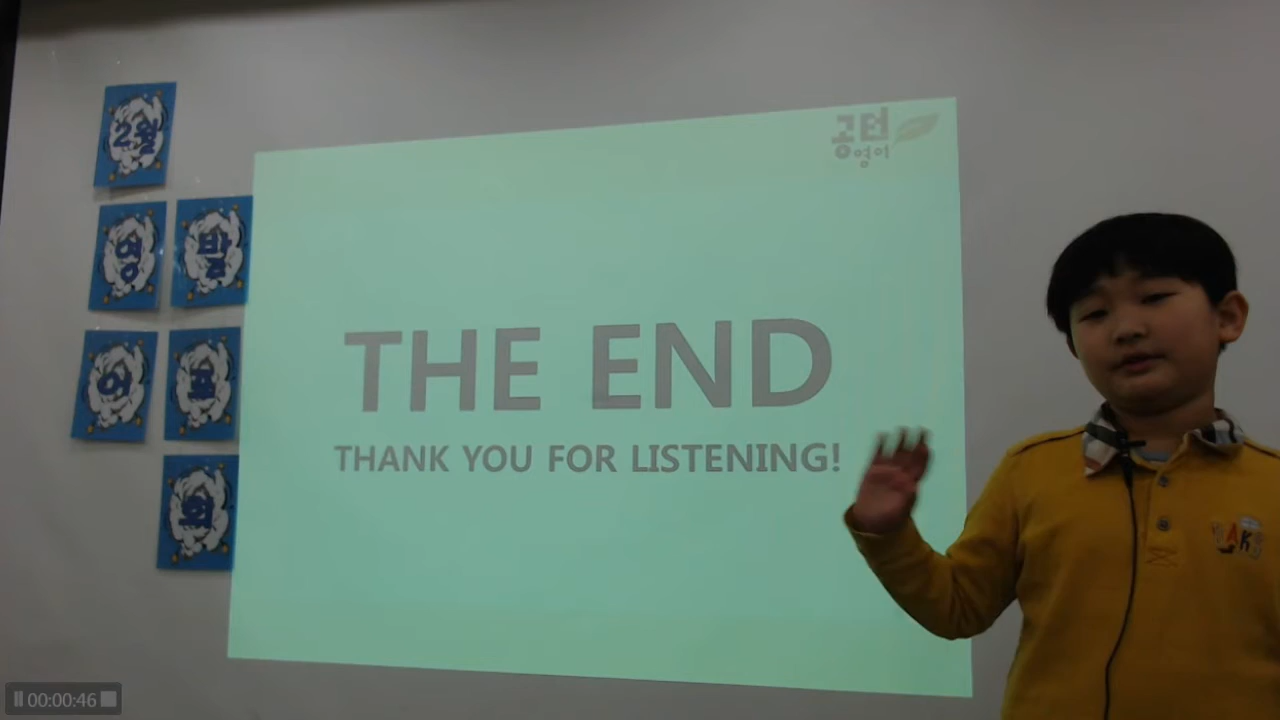 2월
영 발
어 표
회
공터
영어
THE END
THANK YOU FOR LISTENING!
00:00:46